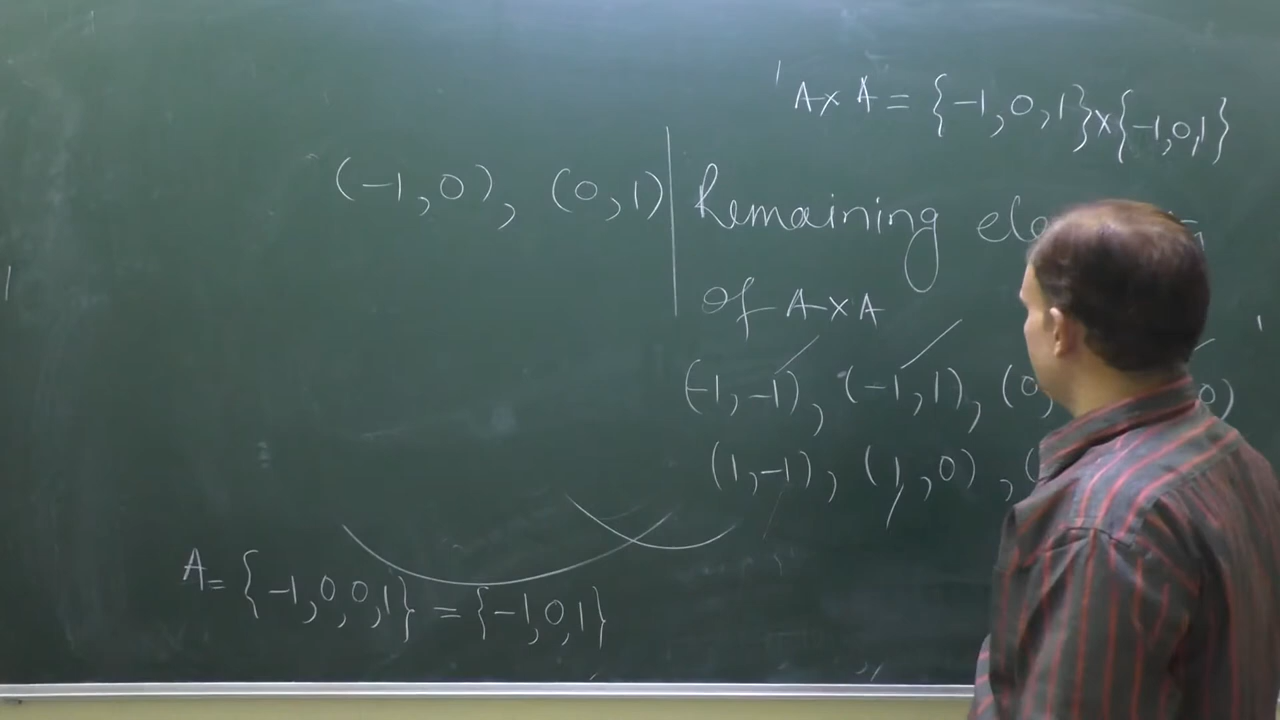 A × A = {-1, 0, 1} × {-1, 0, 1}
(-1, 0), (0, 1)
Remaining
of A × A
(-1, -1), (-1, 1), (0, 0)
(1, -1), (1, 0), (
A = {-1, 0, 0, 1} = {-1, 0, 1}